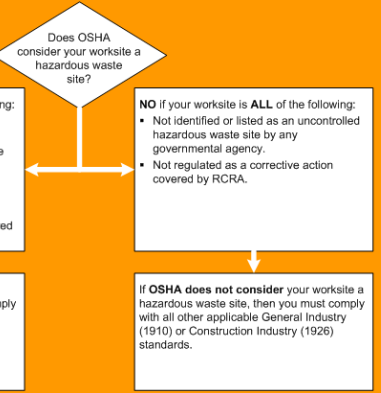 Does OSHA
consider your worksite a
hazardous waste
site?
ng:
e
ed
NO if your worksite is ALL of the following:
▪ Not identified or listed as an uncontrolled
hazardous waste site by any
governmental agency.
▪ Not regulated as a corrective action
covered by RCRA.
mply
If OSHA does not consider your worksite a
hazardous waste site, then you must comply
with all other applicable General Industry
(1910) or Construction Industry (1926)
standards.